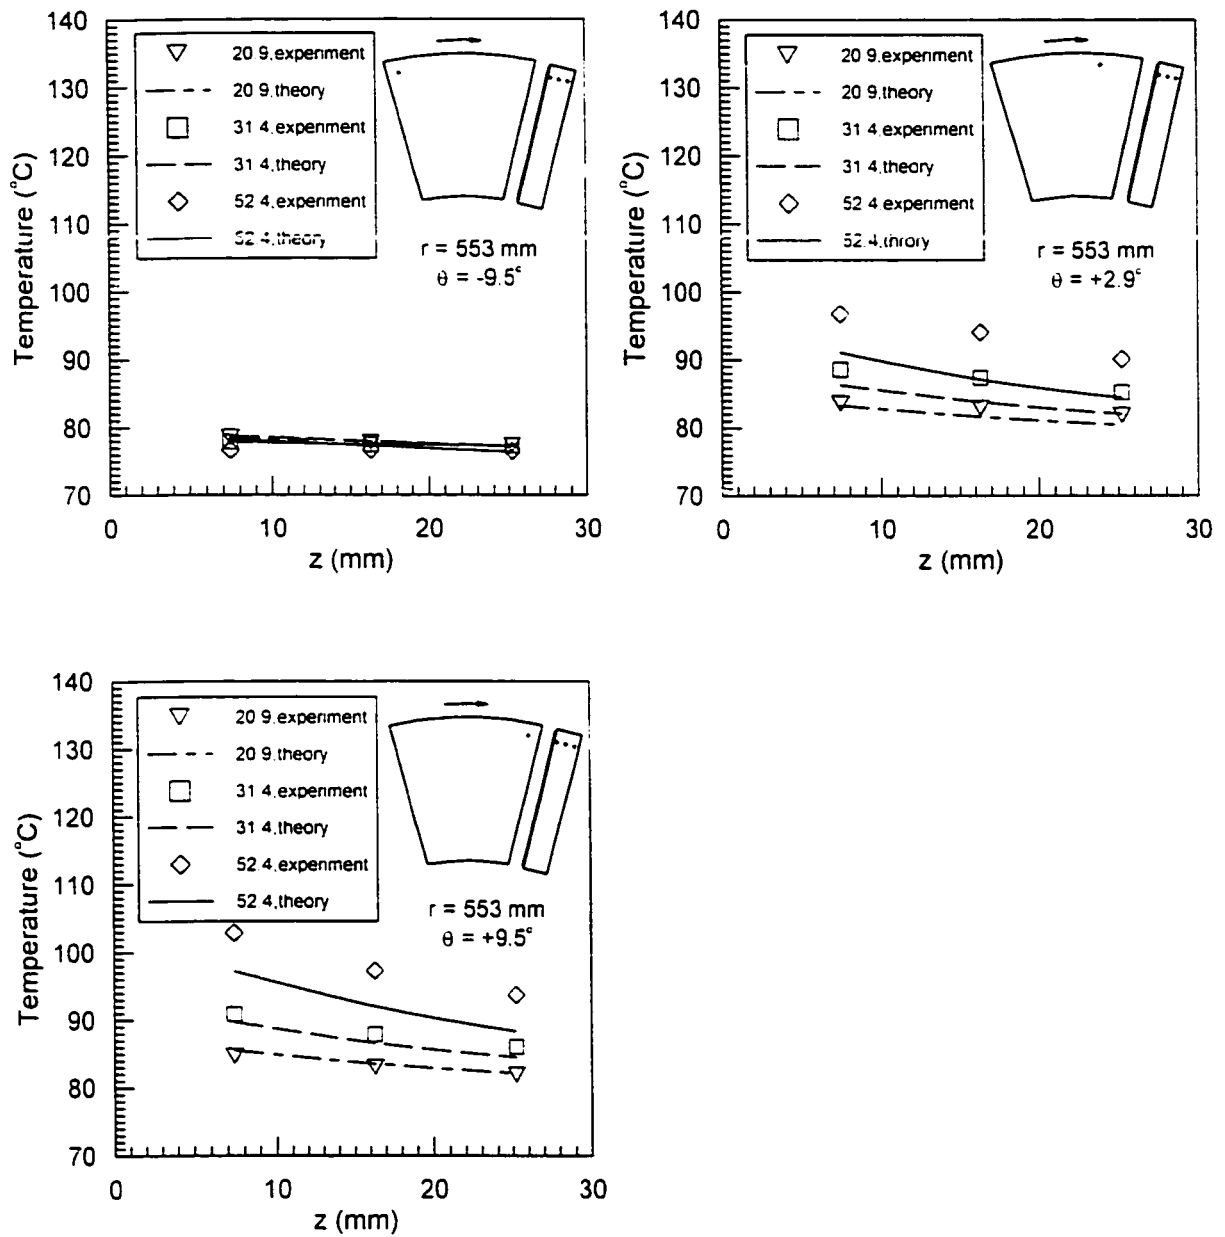 140
130
120
110
100
90
80
70
Temperature (°C)
20 9,experiment
20 9,theory
31 4,experiment
31 4,theory
52 4,experiment
52 4,theory
r = 553 mm
θ = -9.5°
0
10
20
30
z (mm)
140
130
120
110
100
90
80
70
Temperature (°C)
20 9,experiment
20 9,theory
31 4,experiment
31 4,theory
52 4,experiment
52.4,throry
r = 553 mm
θ = +2.9°
0
10
20
30
z (mm)
140
130
120
110
100
90
80
70
Temperature (°C)
20 9,experiment
20 9,theory
31 4,experiment
31 4,theory
52.4,experiment
52 4,theory
r = 553 mm
θ = +9.5°
0
10
20
30
z (mm)